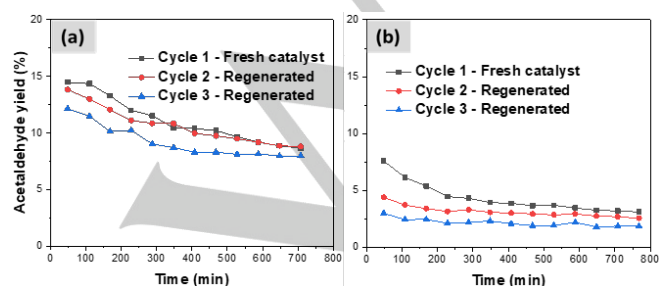 (a)
Cycle 1 - Fresh catalyst
Cycle 2 - Regenerated
Cycle 3 - Regenerated
Acetaldehyde yield (%)
20
15
10
5
0
0 100 200 300 400 500 600 700 800
Time (min)
(b)
Cycle 1 - Fresh catalyst
Cycle 2 - Regenerated
Cycle 3 - Regenerated
20
15
10
5
0
0 100 200 300 400 500 600 700 800
Time (min)